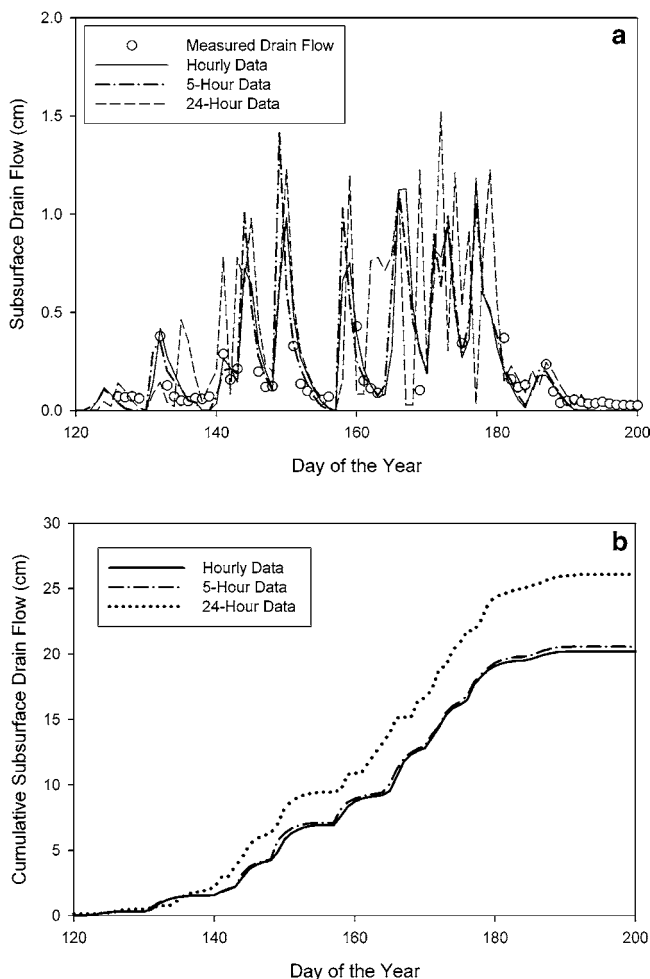 a
Measured Drain Flow
Hourly Data
5-Hour Data
24-Hour Data
Subsurface Drain Flow (cm)
2.0
1.5
1.0
0.5
0.0
120 140 160 180 200
Day of the Year
b
Hourly Data
5-Hour Data
24-Hour Data
Cumulative Subsurface Drain Flow (cm)
30
25
20
15
10
5
0
120 140 160 180 200
Day of the Year